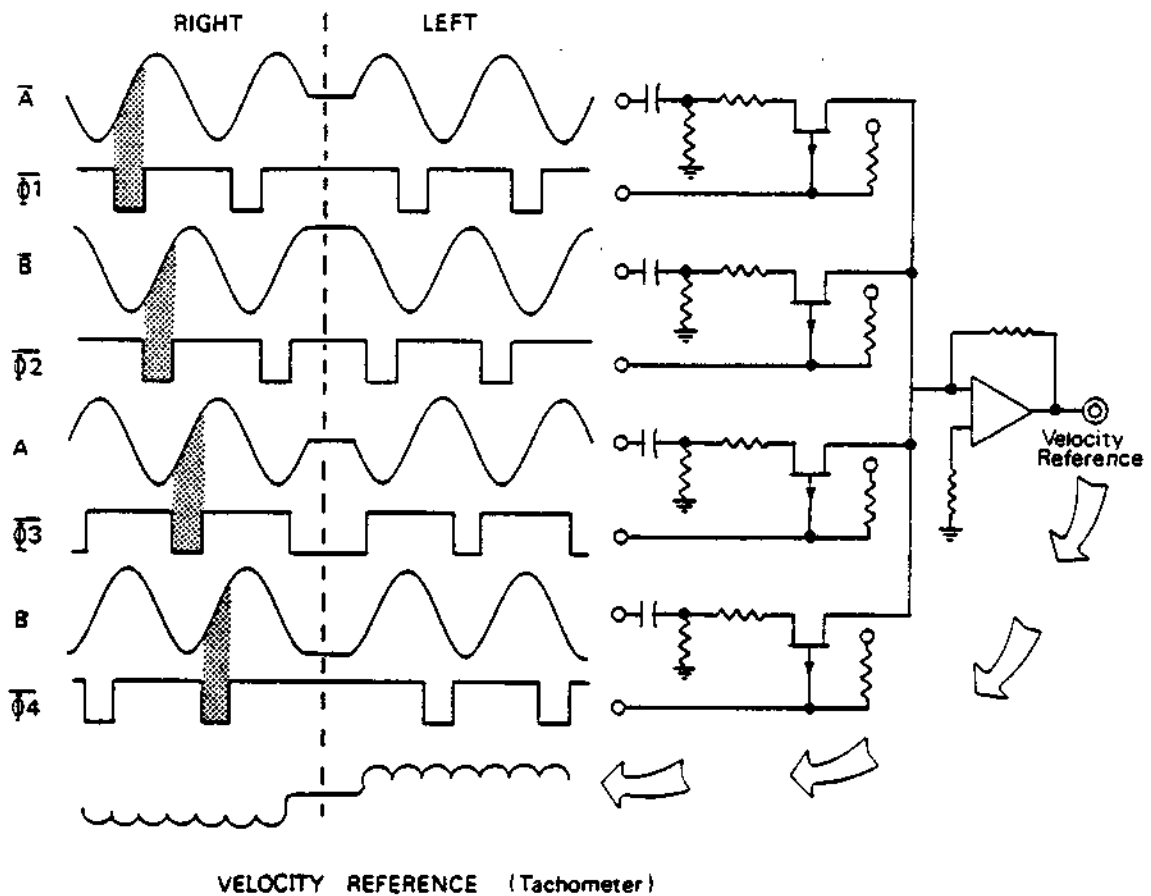 RIGHT LEFT
A̅
Φ̅1̅
B̅
Φ̅2̅
A
Φ̅3̅
B
Φ̅4̅
Velocity
Reference
VELOCITY REFERENCE (Tachometer)